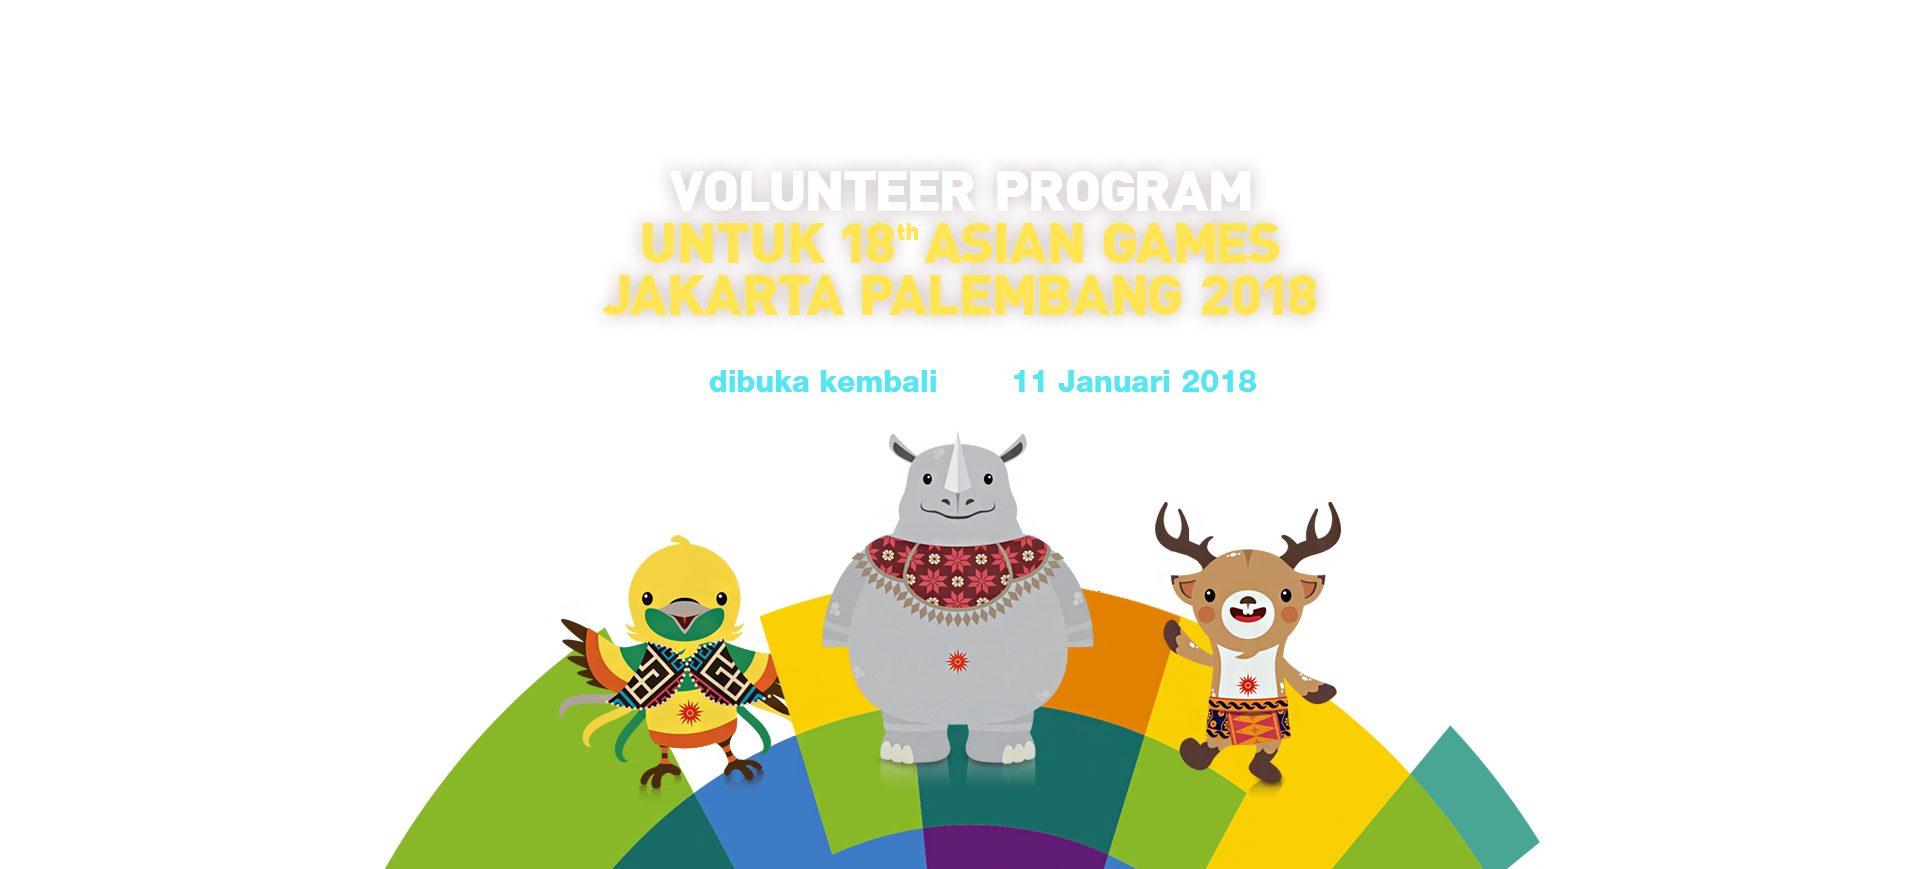 VOLUNTEER PROGRAM
UNTUK 18th ASIAN GAMES
JAKARTA PALEMBANG 2018
dibuka kembali 11 Januari 2018